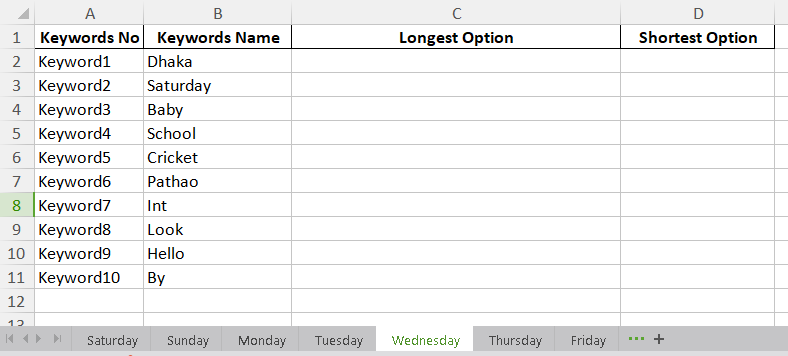 A B C D
1 Keywords No Keywords Name Longest Option Shortest Option
2 Keyword1 Dhaka
3 Keyword2 Saturday
4 Keyword3 Baby
5 Keyword4 School
6 Keyword5 Cricket
7 Keyword6 Pathao
8 Keyword7 Int
9 Keyword8 Look
10 Keyword9 Hello
11 Keyword10 By
12
13
Saturday Sunday Monday Tuesday Wednesday Thursday Friday ••• +